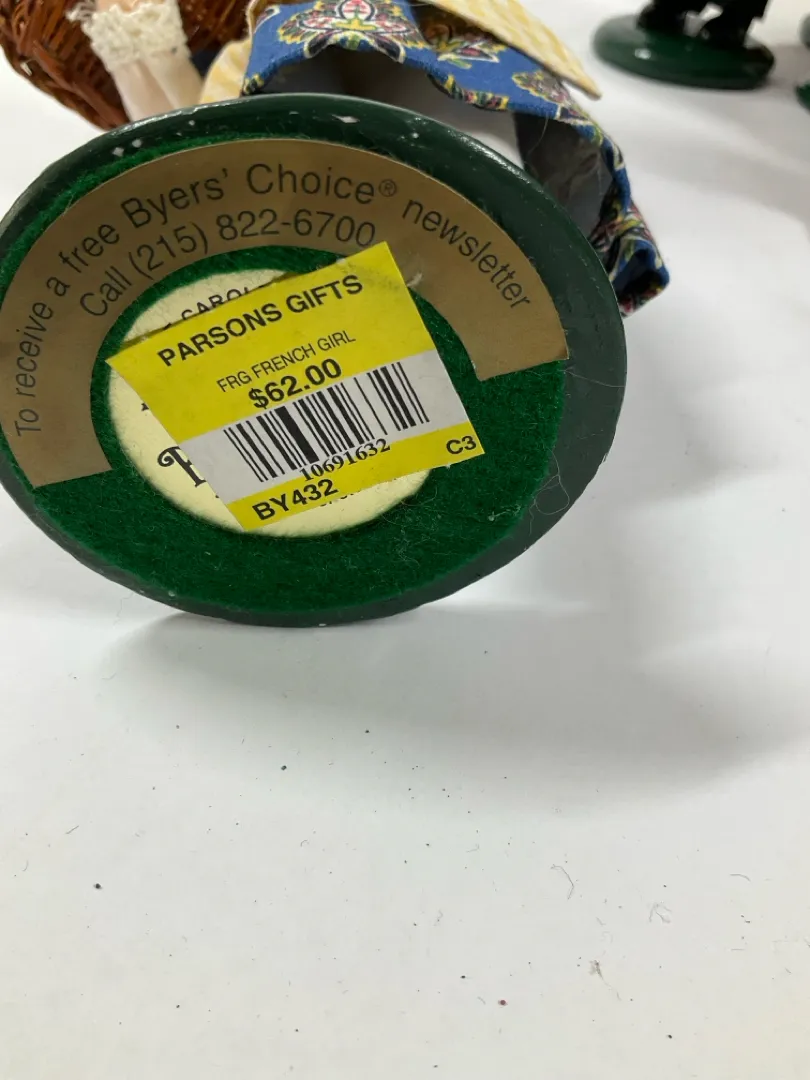 To receive a free Byers' Choice® newsletter
Call (215) 822-6700
PARSONS GIFTS
FRG FRENCH GIRL
$62.00
10691632
BY432
C3